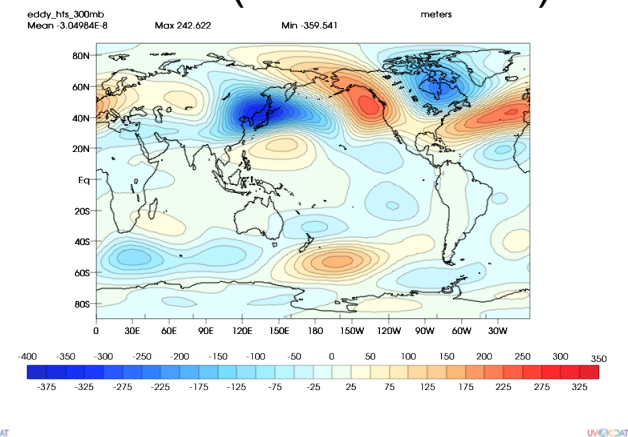 eddy_hts_300mb meters
Mean -3.04984E-8 Max 242.622 Min -359.541
80N
60N
40N
20N
Eq
20S
40S
60S
80S
0 30E 60E 90E 120E 150E 180 150W 120W 90W 60W 30W
-400 -350 -300 -250 -200 -150 -100 -50 0 50 100 150 200 250 300 350
-375 -325 -275 -225 -175 -125 -75 -25 25 75 125 175 225 275 325
AT UV CDAT